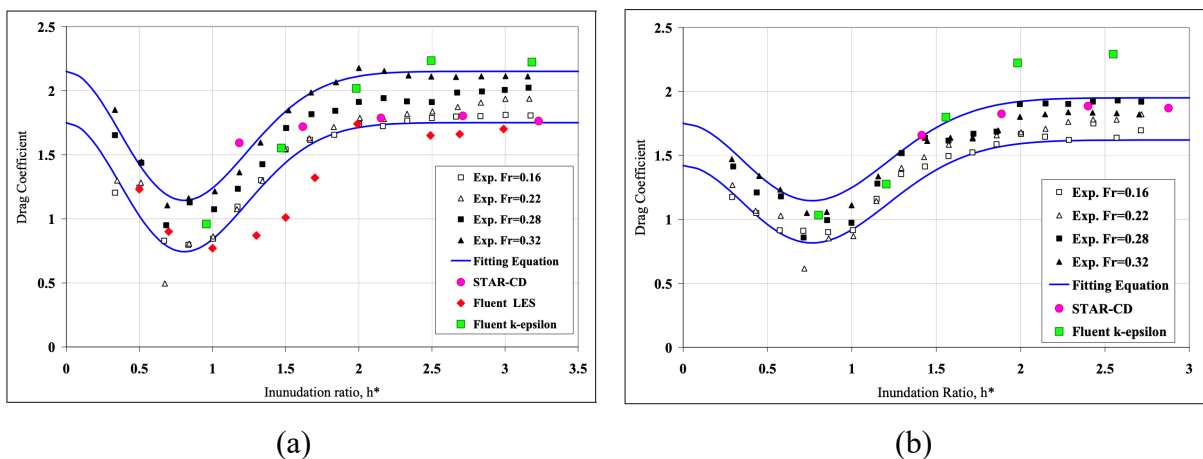 (a)
2.5
2
1.5
1
0.5
0
Drag Coefficient
0 0.5 1 1.5 2 2.5 3 3.5
Inunudation ratio, h*
Exp. Fr=0.16
Exp. Fr=0.22
Exp. Fr=0.28
Exp. Fr=0.32
Fitting Equation
STAR-CD
Fluent LES
Fluent k-epsilon
(a)
2.5
2
1.5
1
0.5
0
Drag Coefficient
0 0.5 1 1.5 2 2.5 3
Inundation Ratio, h*
Exp. Fr=0.16
Exp. Fr=0.22
Exp. Fr=0.28
Exp. Fr=0.32
Fitting Equation
STAR-CD
Fluent k-epsilon
(b)